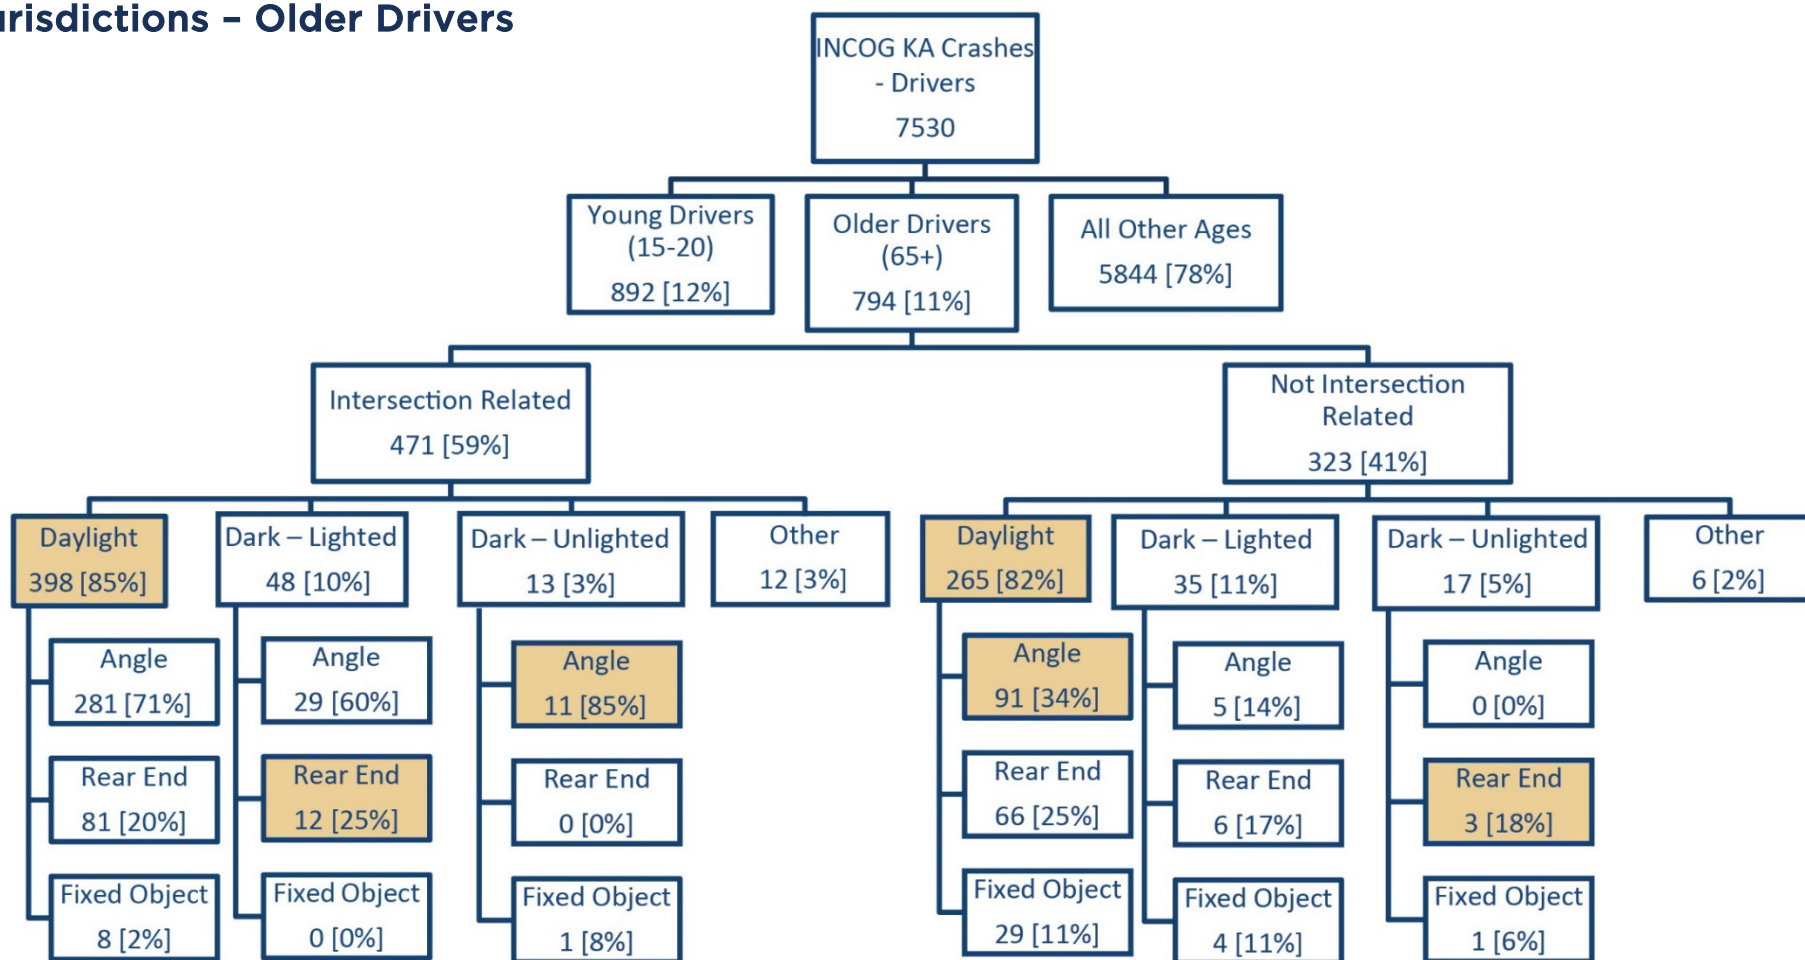 urisdictions – Older Drivers
INCOG KA Crashes
- Drivers
7530
Young Drivers
(15-20)
892 [12%]
Older Drivers
(65+)
794 [11%]
All Other Ages
5844 [78%]
Intersection Related
471 [59%]
Not Intersection
Related
323 [41%]
Daylight
398 [85%]
Dark – Lighted
48 [10%]
Dark – Unlighted
13 [3%]
Other
12 [3%]
Daylight
265 [82%]
Dark – Lighted
35 [11%]
Dark – Unlighted
17 [5%]
Other
6 [2%]
Angle
281 [71%]
Rear End
81 [20%]
Fixed Object
8 [2%]
Angle
29 [60%]
Rear End
12 [25%]
Fixed Object
0 [0%]
Angle
11 [85%]
Rear End
0 [0%]
Fixed Object
1 [8%]
Angle
91 [34%]
Rear End
66 [25%]
Fixed Object
29 [11%]
Angle
5 [14%]
Rear End
6 [17%]
Fixed Object
4 [11%]
Angle
0 [0%]
Rear End
3 [18%]
Fixed Object
1 [6%]